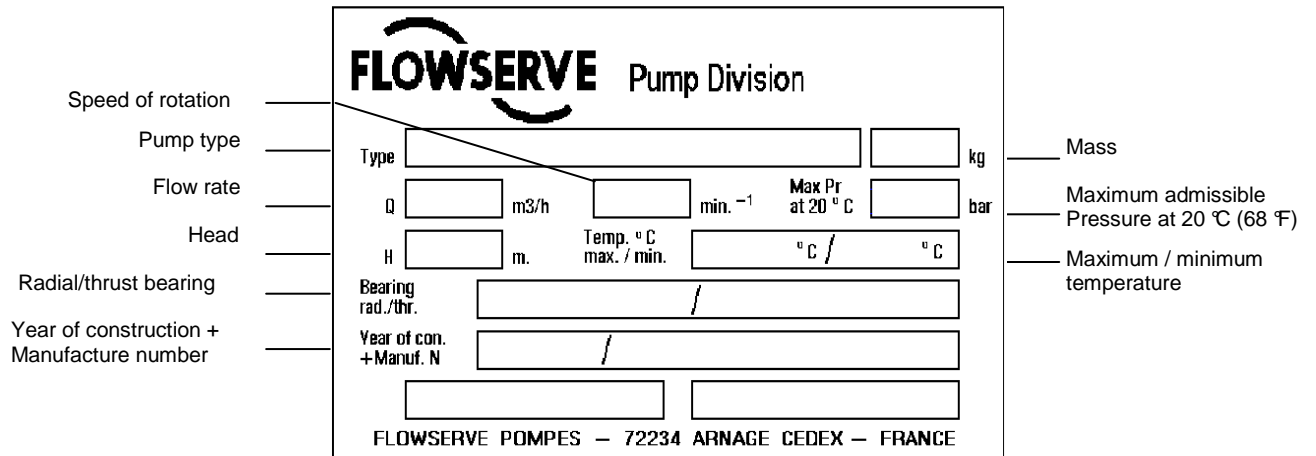 FLOWSERVE Pump Division
Speed of rotation
Pump type
Type
kg
Mass
Flow rate
Q
m3/h
min. ⁻¹
Max Pr
at 20 º C
bar
Maximum admissible
Pressure at 20 °C (68 °F)
Head
H
m.
Temp. º C
max. / min.
º C /
º C
Maximum / minimum
temperature
Radial/thrust bearing
Bearing
rad./thr.
/
Year of construction +
Manufacture number
Year of con.
+Manuf. N
/
FLOWSERVE POMPES – 72234 ARNAGE CEDEX – FRANCE